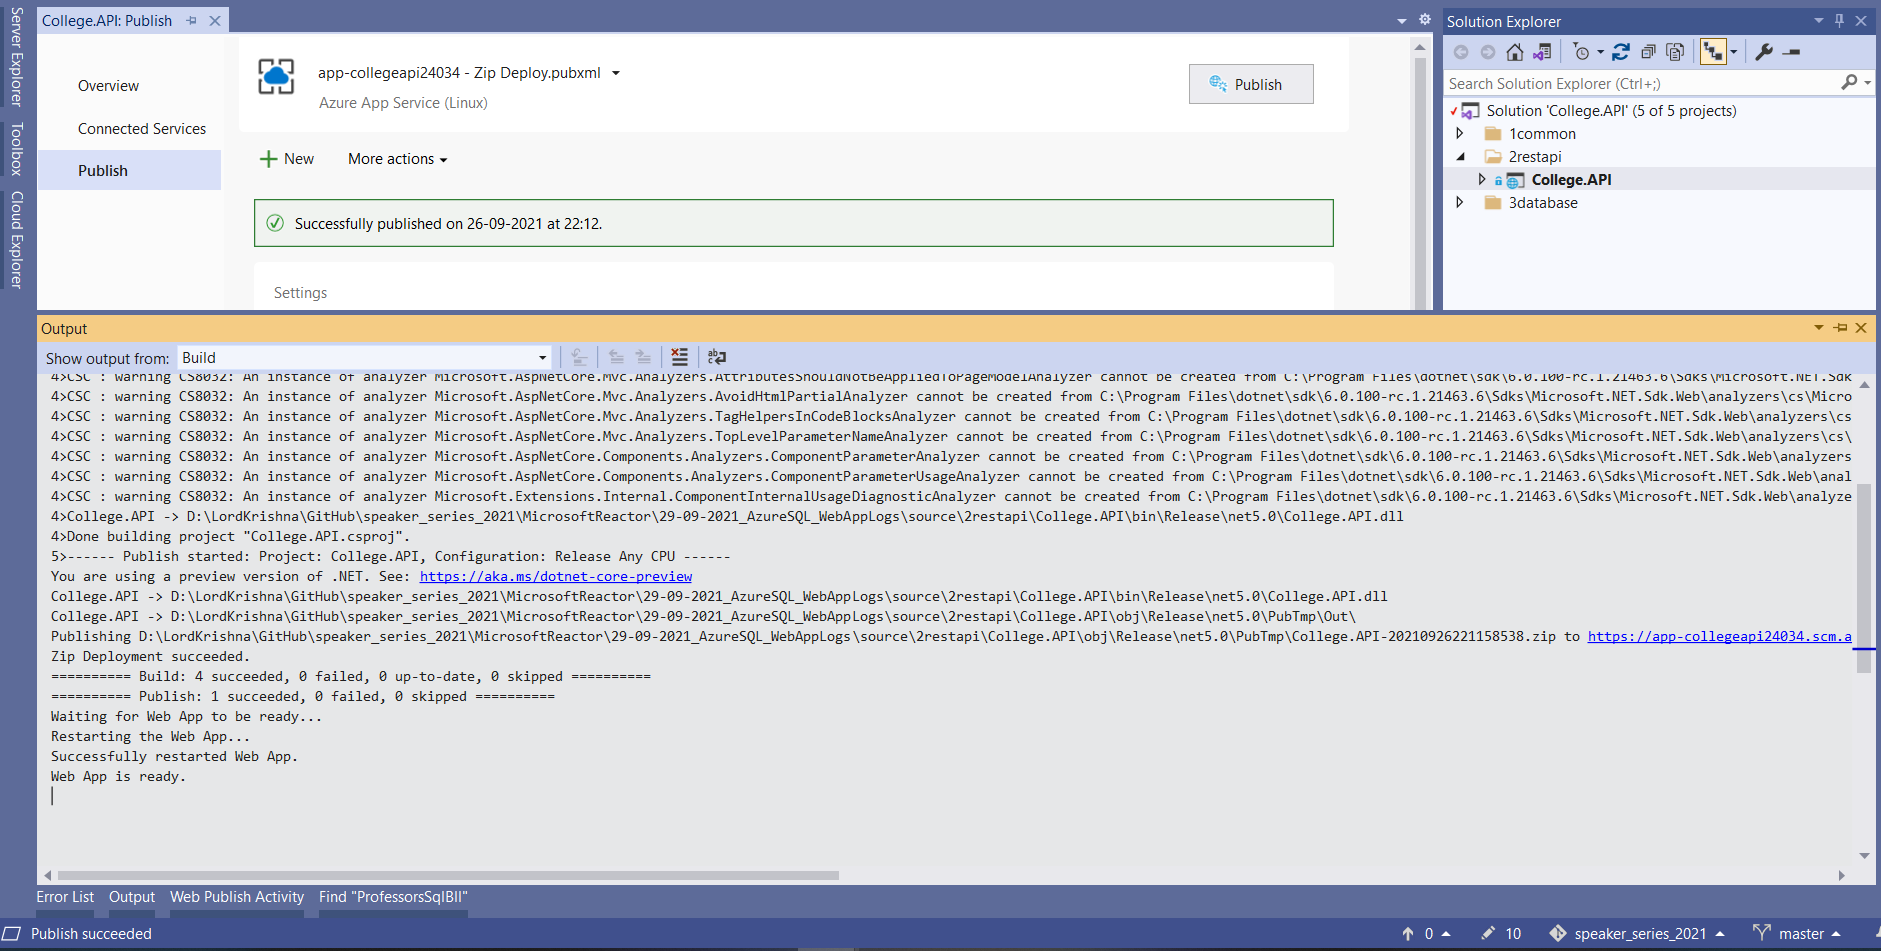 Server Explorer
Toolbox
Cloud Explorer
College.API: Publish
Overview
Connected Services
Publish
app-collegeapi24034 - Zip Deploy.pubxml
Azure App Service (Linux)
Publish
New
More actions
Successfully published on 26-09-2021 at 22:12.
Settings
Solution Explorer
Search Solution Explorer (Ctrl+;)
Solution 'College.API' (5 of 5 projects)
1common
2restapi
College.API
3database
Output
Show output from: Build
4>CSC : warning CS8032: An instance of analyzer Microsoft.AspNetCore.Mvc.Analyzers.AttributesShouldNotBeAppliedToPageModelAnalyzer cannot be created from C:\Program Files\dotnet\sdk\6.0.100-rc.1.21463.6\Sdks\Microsoft.NET.Sdk
4>CSC : warning CS8032: An instance of analyzer Microsoft.AspNetCore.Mvc.Analyzers.AvoidHtmlPartialAnalyzer cannot be created from C:\Program Files\dotnet\sdk\6.0.100-rc.1.21463.6\Sdks\Microsoft.NET.Sdk.Web\analyzers\cs\Micro
4>CSC : warning CS8032: An instance of analyzer Microsoft.AspNetCore.Mvc.Analyzers.TagHelpersInCodeBlocksAnalyzer cannot be created from C:\Program Files\dotnet\sdk\6.0.100-rc.1.21463.6\Sdks\Microsoft.NET.Sdk.Web\analyzers\cs
4>CSC : warning CS8032: An instance of analyzer Microsoft.AspNetCore.Mvc.Analyzers.TopLevelParameterNameAnalyzer cannot be created from C:\Program Files\dotnet\sdk\6.0.100-rc.1.21463.6\Sdks\Microsoft.NET.Sdk.Web\analyzers\cs\
4>CSC : warning CS8032: An instance of analyzer Microsoft.AspNetCore.Components.Analyzers.ComponentParameterAnalyzer cannot be created from C:\Program Files\dotnet\sdk\6.0.100-rc.1.21463.6\Sdks\Microsoft.NET.Sdk.Web\analyzers
4>CSC : warning CS8032: An instance of analyzer Microsoft.AspNetCore.Components.Analyzers.ComponentParameterUsageAnalyzer cannot be created from C:\Program Files\dotnet\sdk\6.0.100-rc.1.21463.6\Sdks\Microsoft.NET.Sdk.Web\anal
4>CSC : warning CS8032: An instance of analyzer Microsoft.Extensions.Internal.ComponentInternalUsageDiagnosticAnalyzer cannot be created from C:\Program Files\dotnet\sdk\6.0.100-rc.1.21463.6\Sdks\Microsoft.NET.Sdk.Web\analyze
4>College.API -> D:\LordKrishna\GitHub\speaker_series_2021\MicrosoftReactor\29-09-2021_AzureSQL_WebAppLogs\source\2restapi\College.API\bin\Release\net5.0\College.API.dll
4>Done building project "College.API.csproj".
5>------ Publish started: Project: College.API, Configuration: Release Any CPU ------
You are using a preview version of .NET. See: https://aka.ms/dotnet-core-preview
College.API -> D:\LordKrishna\GitHub\speaker_series_2021\MicrosoftReactor\29-09-2021_AzureSQL_WebAppLogs\source\2restapi\College.API\bin\Release\net5.0\College.API.dll
College.API -> D:\LordKrishna\GitHub\speaker_series_2021\MicrosoftReactor\29-09-2021_AzureSQL_WebAppLogs\source\2restapi\College.API\obj\Release\net5.0\PubTmp\Out\
Publishing D:\LordKrishna\GitHub\speaker_series_2021\MicrosoftReactor\29-09-2021_AzureSQL_WebAppLogs\source\2restapi\College.API\obj\Release\net5.0\PubTmp\College.API-20210926221158538.zip to https://app-collegeapi24034.scm.a
Zip Deployment succeeded.
========== Build: 4 succeeded, 0 failed, 0 up-to-date, 0 skipped ==========
========== Publish: 1 succeeded, 0 failed, 0 skipped ==========
Waiting for Web App to be ready...
Restarting the Web App...
Successfully restarted Web App.
Web App is ready.
Error List Output Web Publish Activity Find "ProfessorsSqlBll"
Publish succeeded 0 10 speaker_series_2021 master